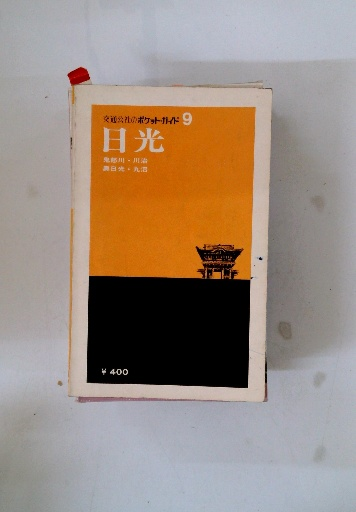 交通公社のポケット・ガイド 9
日光
鬼怒川・川治
奥日光・丸沼
¥ 400